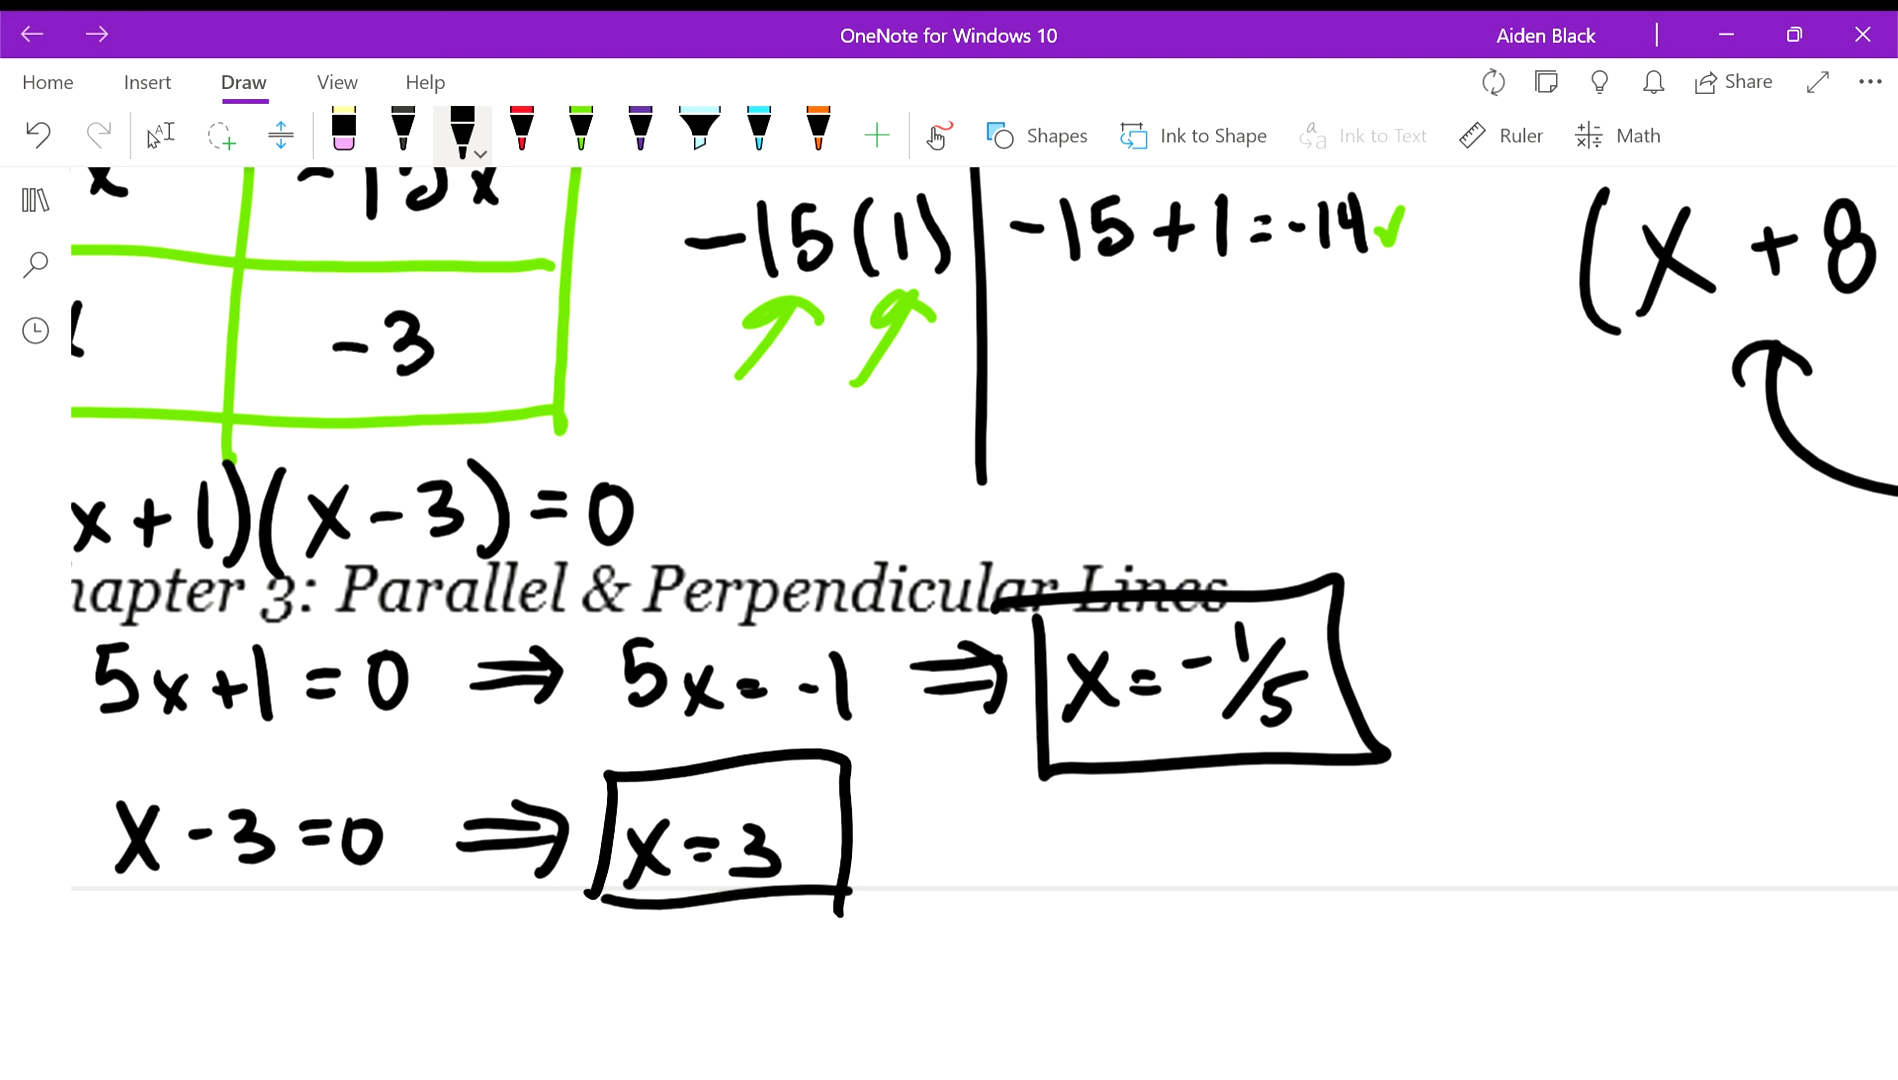 OneNote for Windows 10
Aiden Black
Home Insert Draw View Help
Share
Shapes Ink to Shape Ink to Text Ruler Math
x -15x
-15(1) -15+1=-14✓
(x+8
-3
x+1)(x-3)=0
hapter 3: Parallel & Perpendicular Lines
5x+1=0 ⇒ 5x=-1 ⇒ x=-1/5
x-3=0 ⇒ x=3